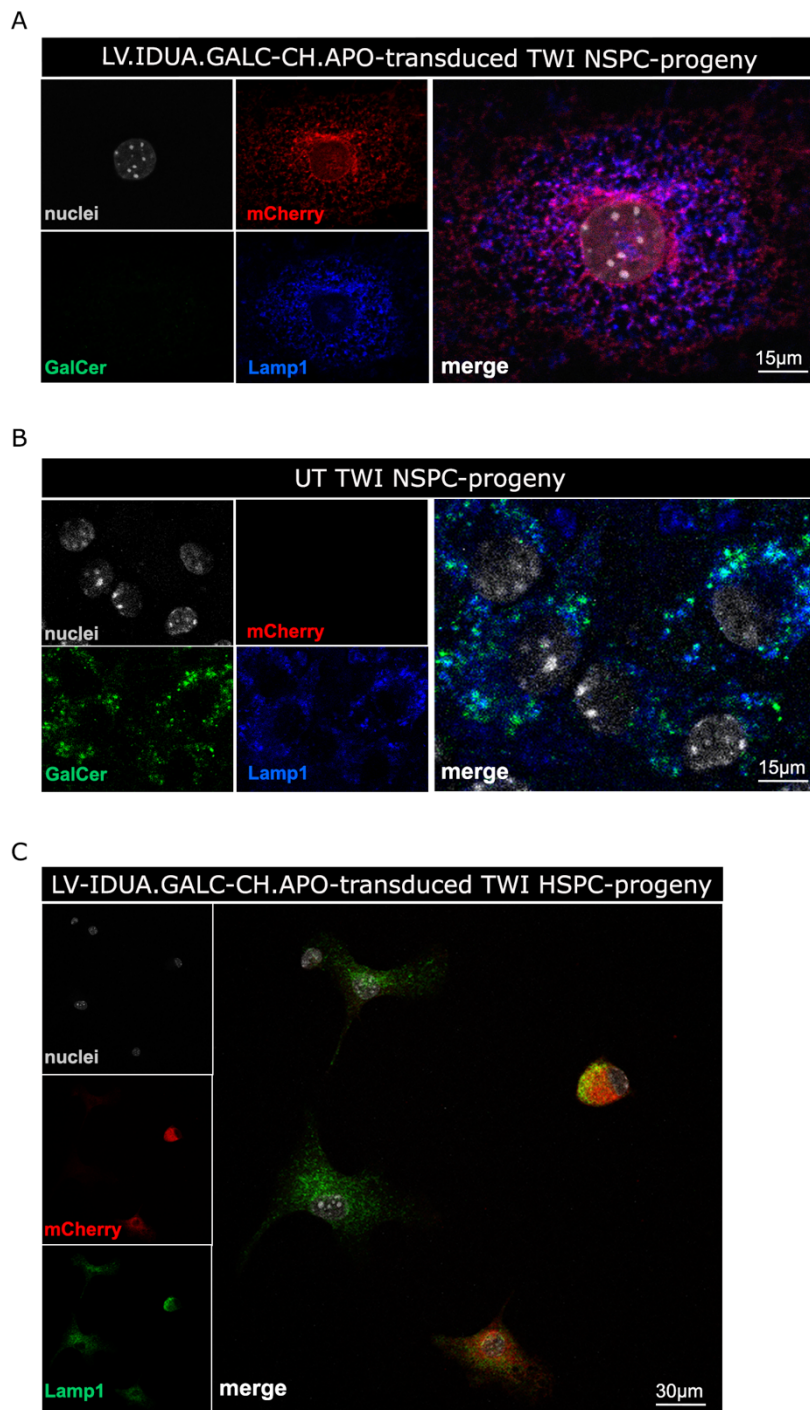 A
LV.IDUA.GALC-CH.APO-transduced TWI NSPC-progeny
nuclei
mCherry
GalCer
Lamp1
merge
15µm
B
UT TWI NSPC-progeny
nuclei
mCherry
GalCer
Lamp1
merge
15µm
C
LV-IDUA.GALC-CH.APO-transduced TWI HSPC-progeny
nuclei
mCherry
Lamp1
merge
30µm